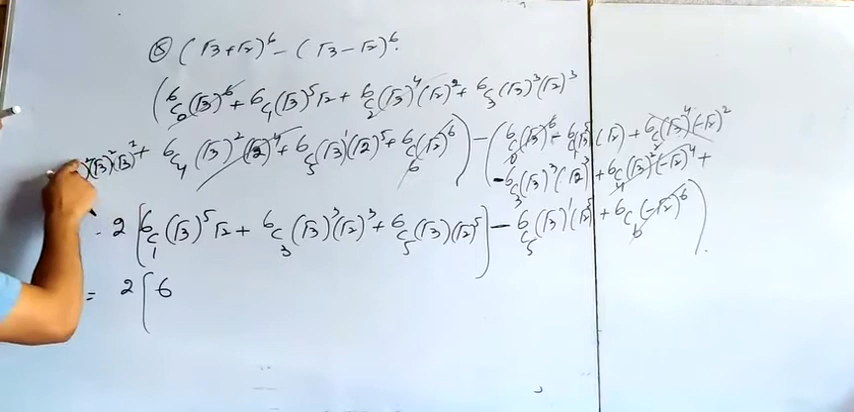 ⑧ (√3+√2)^6 - (√3-√2)^6.
(6C0(√3)^6 + 6C1(√3)^5 √2 + 6C2(√3)^4(√2)^2 + 6C3(√3)^3(√2)^3
+ 6C4(√3)^2(√2)^4 + 6C5(√3)^1(√2)^5 + 6C6(√2)^6) - (6C0(√3)^6 - 6C1(√3)^5(√2) + 6C2(√3)^4(-√2)^2
- 6C3(√3)^3(√2)^3 + 6C4(√3)^2(-√2)^4 +
2[6C1(√3)^5 √2 + 6C3(√3)^3(√2)^3 + 6C5(√3)(√2)^5] - 6C5(√3)^1(√2)^5 + 6C6(-√2)^6)
= 2[6